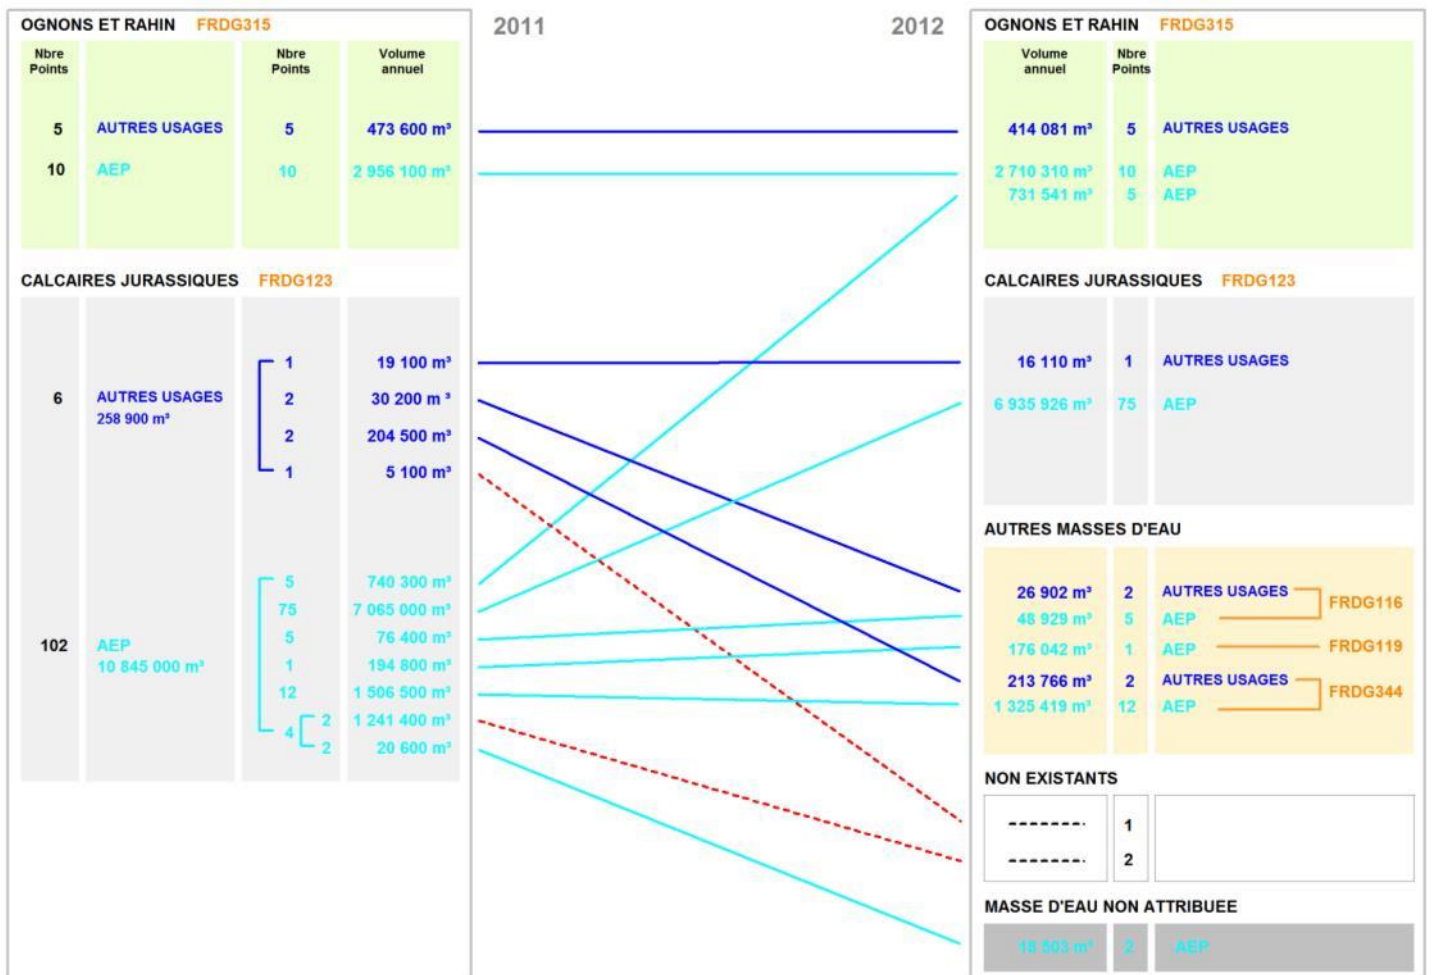 OGNONS ET RAHIN FRDG315
Nbre Points Nbre Points Volume annuel
5 AUTRES USAGES 5 473 600 m³
10 AEP 10 2 956 100 m³
CALCAIRES JURASSIQUES FRDG123
1 19 100 m³
6 AUTRES USAGES 2 30 200 m ³
258 900 m³
2 204 500 m³
1 5 100 m³
5 740 300 m³
75 7 065 000 m³
5 76 400 m³
102 AEP
10 845 000 m³
1 194 800 m³
12 1 506 500 m³
4 2 1 241 400 m³
2 20 600 m³
2011 2012
OGNONS ET RAHIN FRDG315
Volume annuel Nbre Points
414 081 m³ 5 AUTRES USAGES
2 710 310 m³ 10 AEP
731 541 m³ 5 AEP
CALCAIRES JURASSIQUES FRDG123
16 110 m³ 1 AUTRES USAGES
6 935 926 m³ 75 AEP
AUTRES MASSES D'EAU
26 902 m³ 2 AUTRES USAGES FRDG116
48 929 m³ 5 AEP
176 042 m³ 1 AEP FRDG119
213 766 m³ 2 AUTRES USAGES FRDG344
1 325 419 m³ 12 AEP
NON EXISTANTS
1
2
MASSE D'EAU NON ATTRIBUEE
18 503 m³ 2 AEP